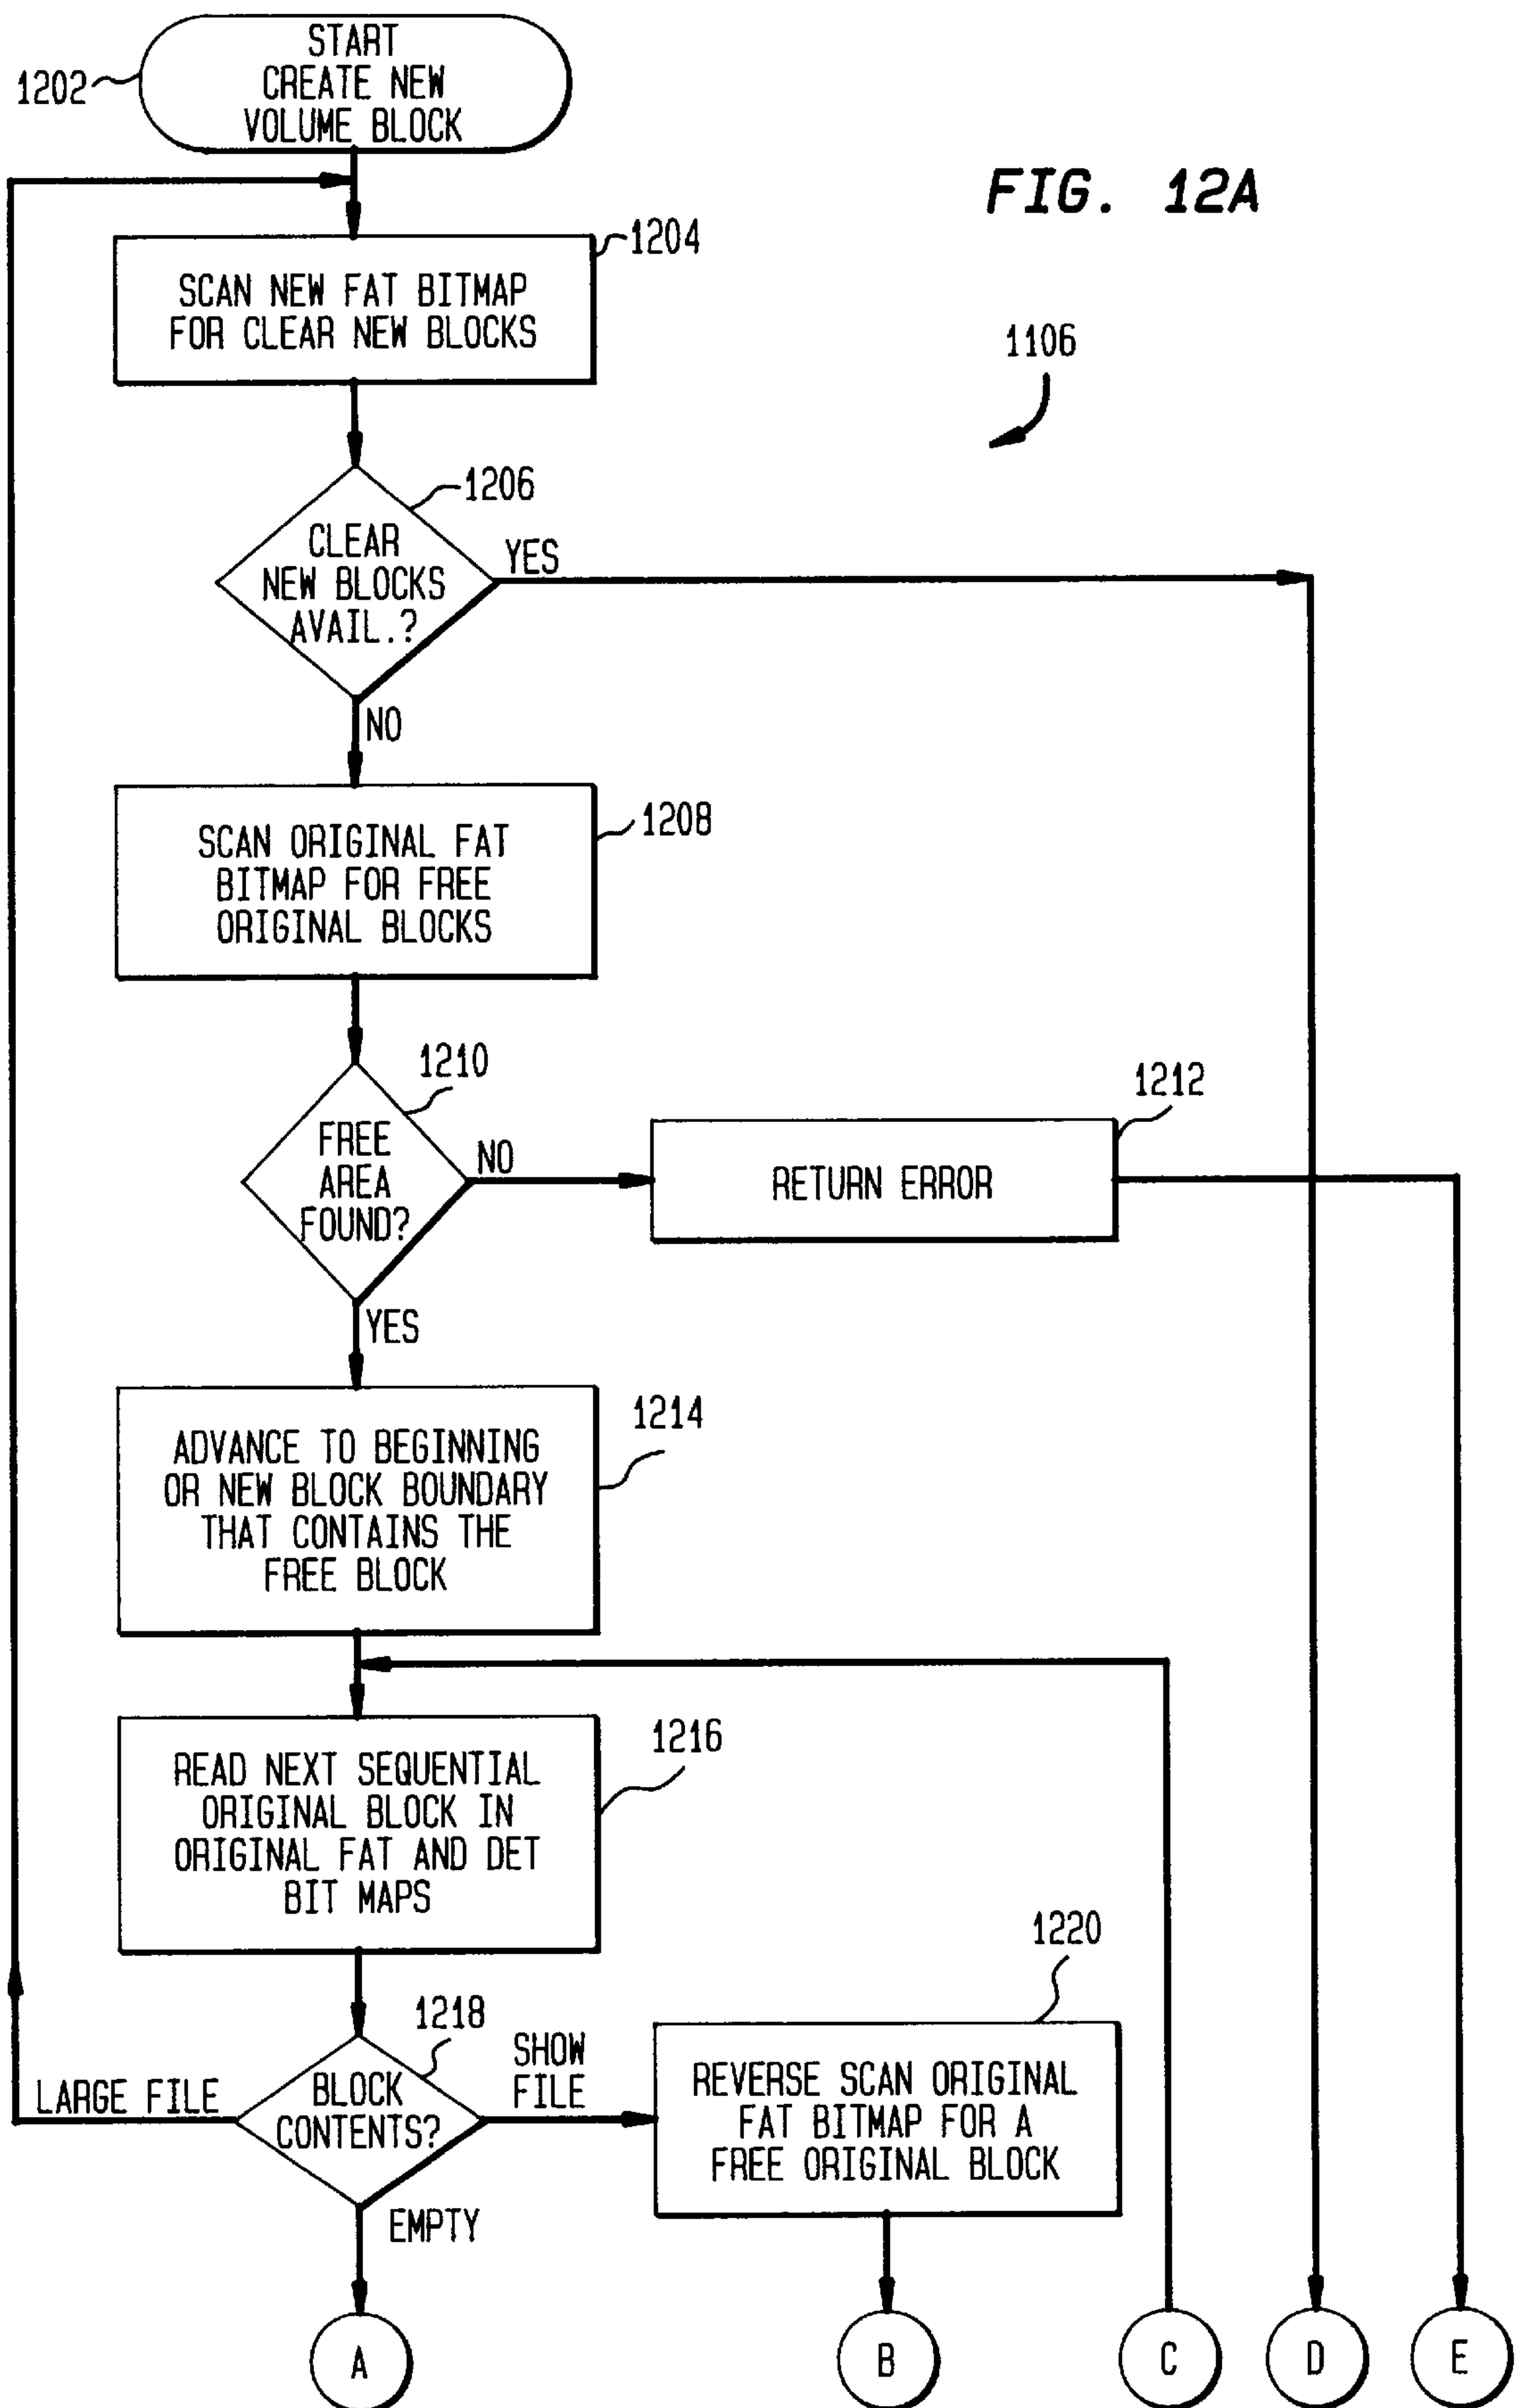 START
CREATE NEW
VOLUME BLOCK
1202
FIG. 12A
1204
SCAN NEW FAT BITMAP
FOR CLEAR NEW BLOCKS
1106
1206
CLEAR
NEW BLOCKS
AVAIL.?
YES
NO
1208
SCAN ORIGINAL FAT
BITMAP FOR FREE
ORIGINAL BLOCKS
1210
FREE
AREA
FOUND?
NO
1212
RETURN ERROR
YES
1214
ADVANCE TO BEGINNING
OR NEW BLOCK BOUNDARY
THAT CONTAINS THE
FREE BLOCK
1216
READ NEXT SEQUENTIAL
ORIGINAL BLOCK IN
ORIGINAL FAT AND DET
BIT MAPS
1218
BLOCK
CONTENTS?
LARGE FILE
SHOW
FILE
1220
REVERSE SCAN ORIGINAL
FAT BITMAP FOR A
FREE ORIGINAL BLOCK
EMPTY
A
B
C
D
E